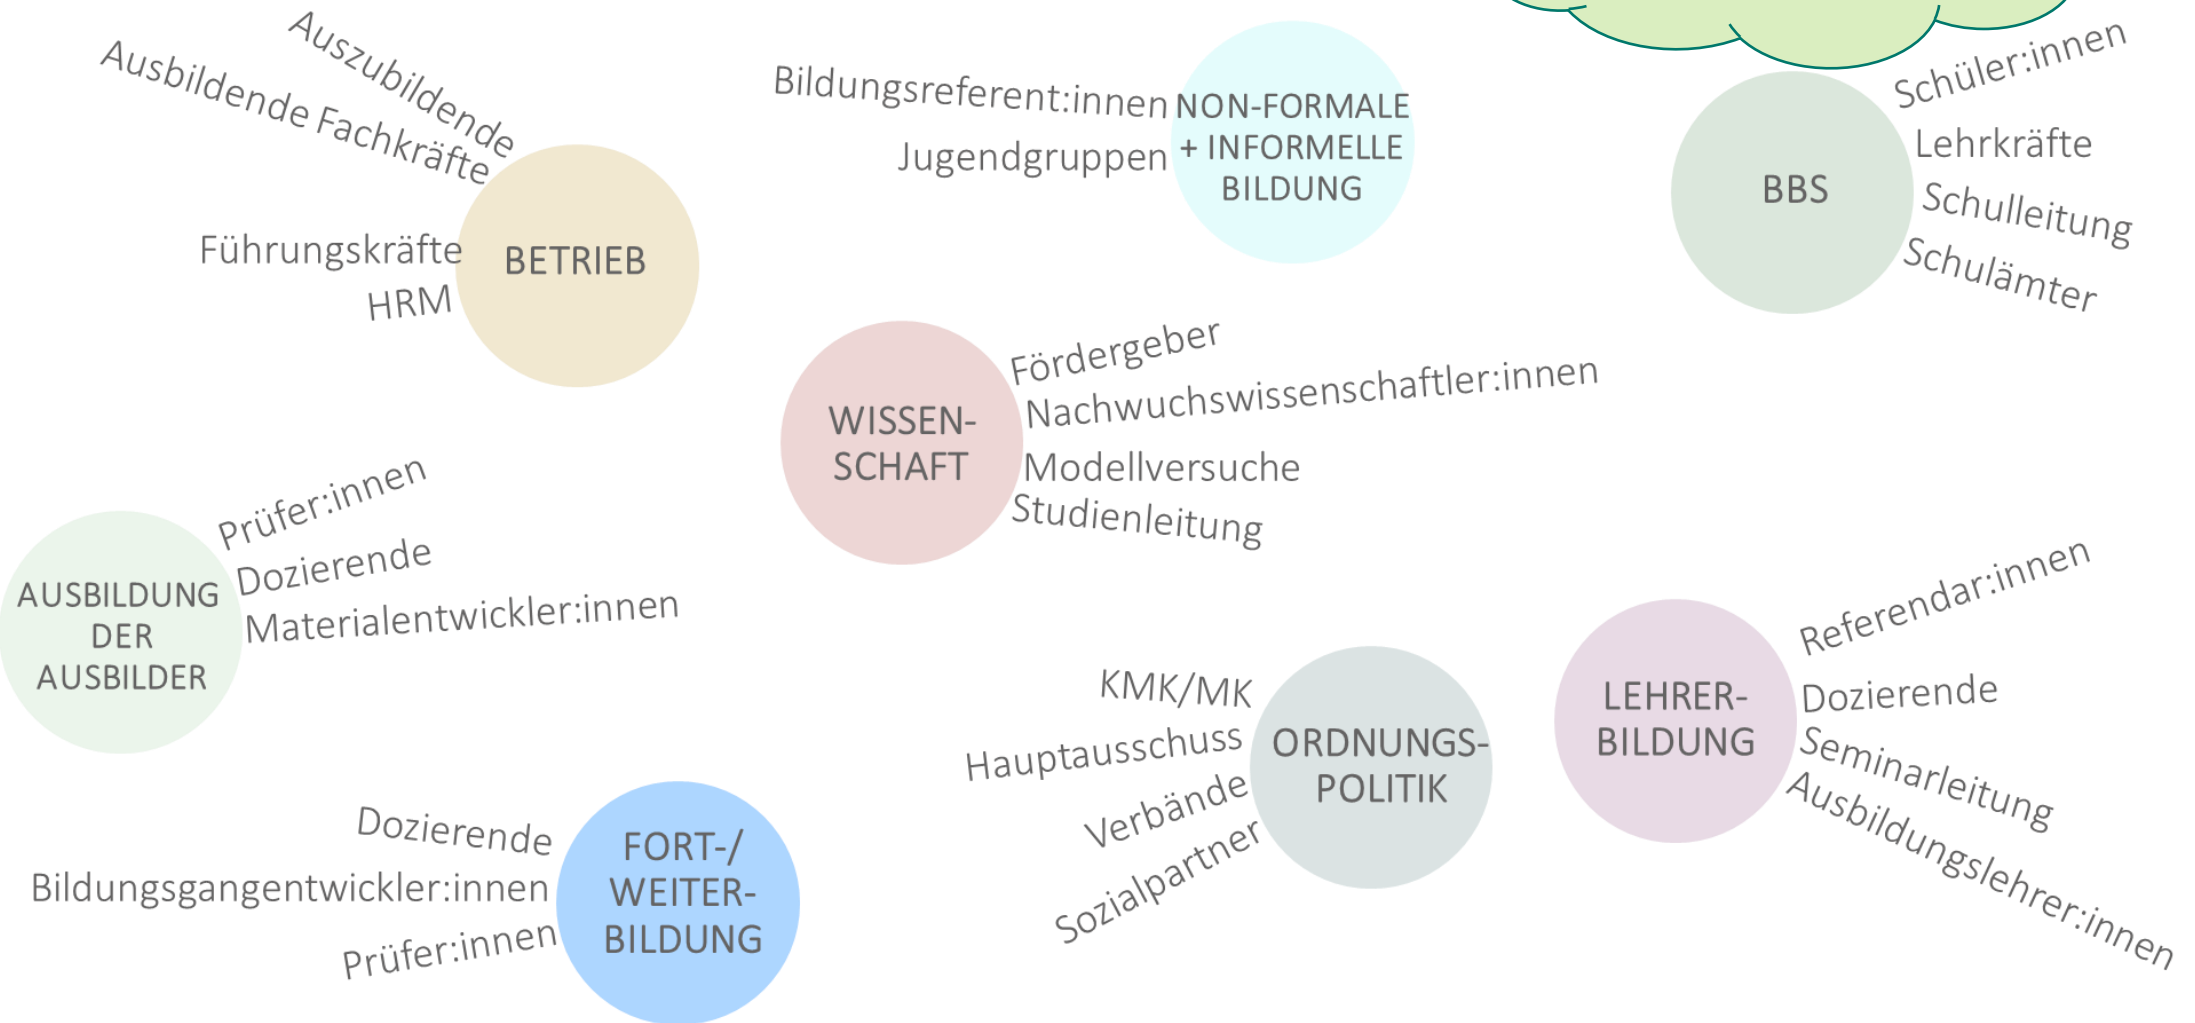 Auszubildende
Ausbildende Fachkräfte
Führungskräfte
HRM
BETRIEB
Bildungsreferent:innen
Jugendgruppen
NON-FORMALE
+ INFORMELLE
BILDUNG
BBS
Schüler:innen
Lehrkräfte
Schulleitung
Schulämter
WISSEN-
SCHAFT
Fördergeber
Nachwuchswissenschaftler:innen
Modellversuche
Studienleitung
AUSBILDUNG
DER
AUSBILDER
Prüfer:innen
Dozierende
Materialentwickler:innen
KMK/MK
Hauptausschuss
Verbände
Sozialpartner
ORDNUNGS-
POLITIK
LEHRER-
BILDUNG
Referendar:innen
Dozierende
Seminarleitung
Ausbildungslehrer:innen
Dozierende
Bildungsgangentwickler:innen
Prüfer:innen
FORT-/
WEITER-
BILDUNG